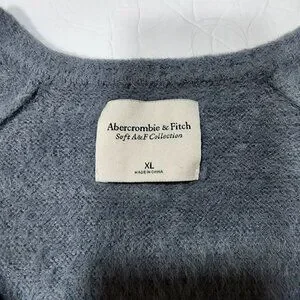 Abercrombie & Fitch
Soft A&F Collection
XL
MADE IN CHINA